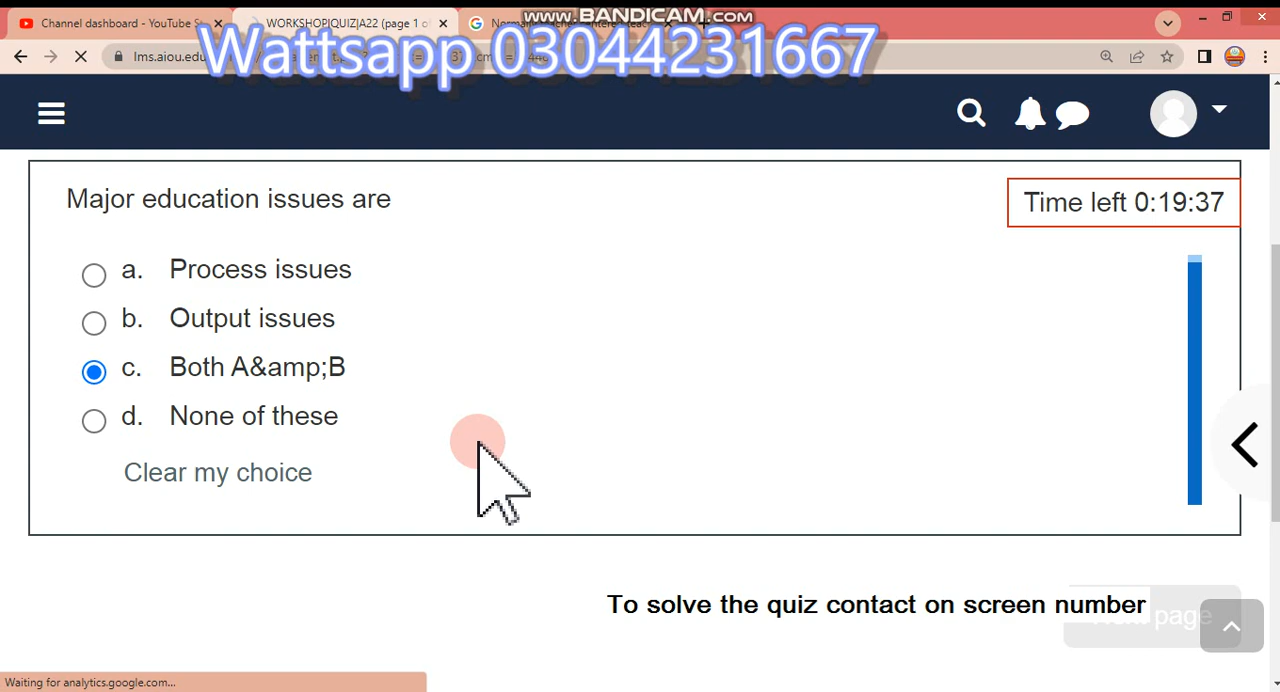 www.BANDICAM.com
Channel dashboard - YouTube S
WORKSHOP|QUIZ|A22 (page 1 o
Wattsapp 03044231667
lms.aiou.edu
Major education issues are
Time left 0:19:37
a. Process issues
b. Output issues
c. Both A&amp;B
d. None of these
Clear my choice
To solve the quiz contact on screen number
page
Waiting for analytics.google.com...